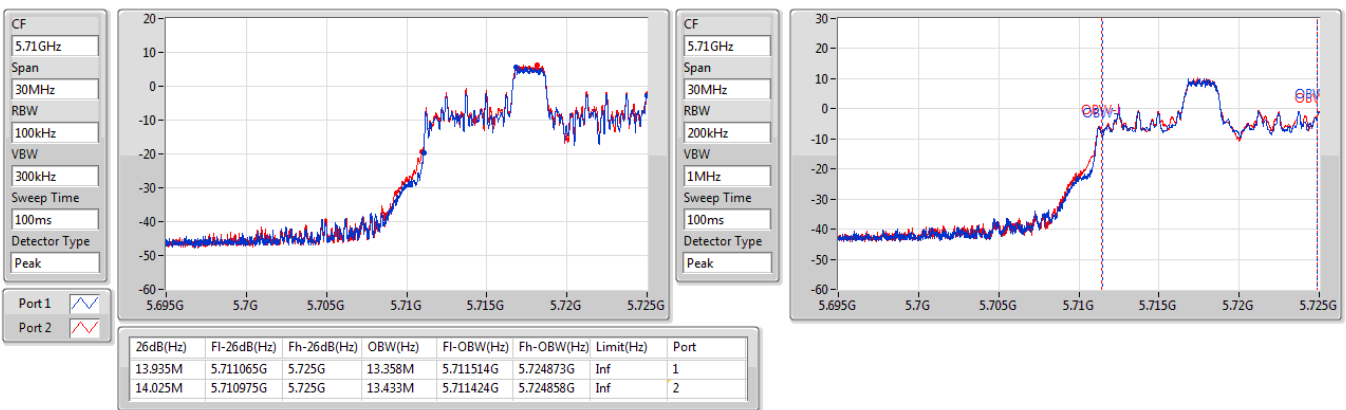 CF
5.71GHz
Span
30MHz
RBW
100kHz
VBW
300kHz
Sweep Time
100ms
Detector Type
Peak
Port 1
Port 2
20
10
0
-10
-20
-30
-40
-50
-60
5.695G 5.7G 5.705G 5.71G 5.715G 5.72G 5.725G
CF
5.71GHz
Span
30MHz
RBW
200kHz
VBW
1MHz
Sweep Time
100ms
Detector Type
Peak
30
20
10
0
-10
-20
-30
-40
-50
-60
OBW
OBW
5.695G 5.7G 5.705G 5.71G 5.715G 5.72G 5.725G
26dB(Hz) Fl-26dB(Hz) Fh-26dB(Hz) OBW(Hz) Fl-OBW(Hz) Fh-OBW(Hz) Limit(Hz) Port
13.935M 5.711065G 5.725G 13.358M 5.711514G 5.724873G Inf 1
14.025M 5.710975G 5.725G 13.433M 5.711424G 5.724858G Inf 2